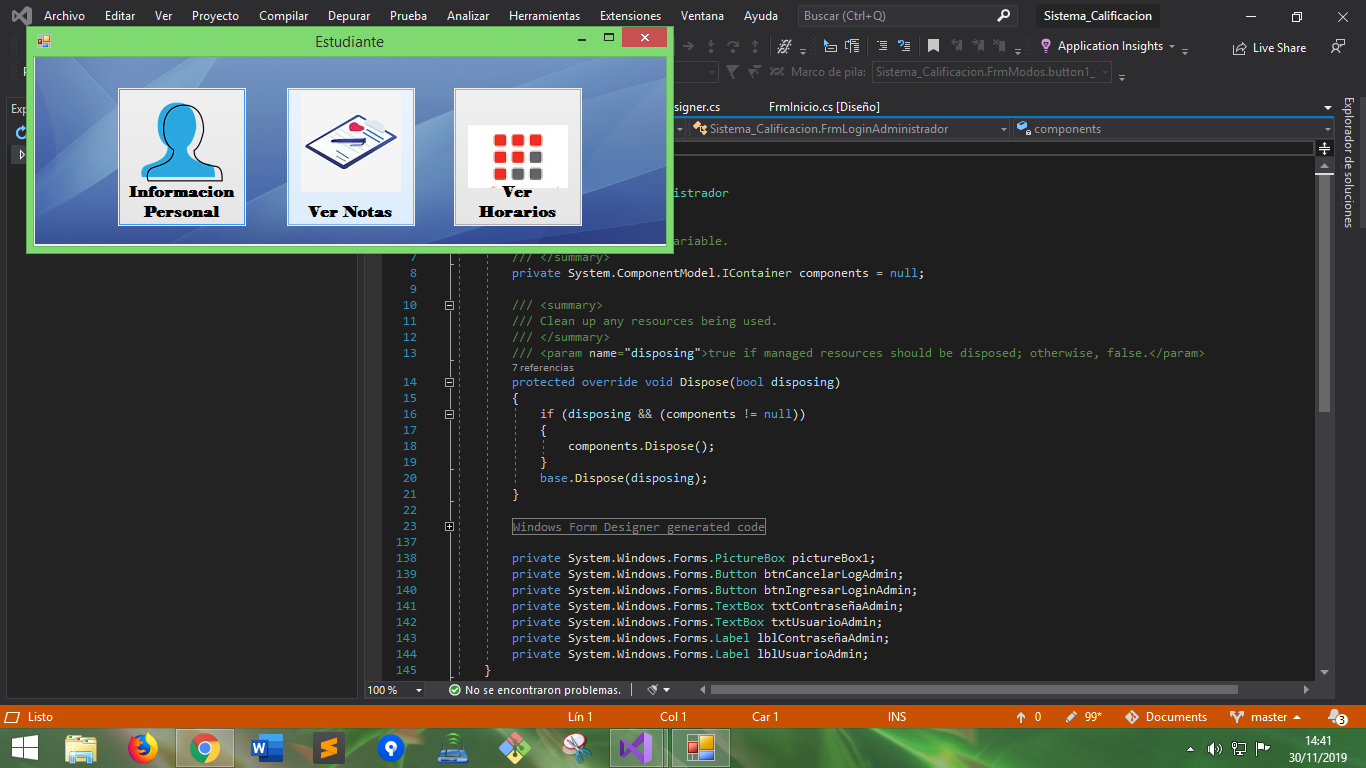 Archivo Editar Ver Proyecto Compilar Depurar Prueba Analizar Herramientas Extensiones Ventana Ayuda Buscar (Ctrl+Q) Sistema_Calificacion
Estudiante
Application Insights
Live Share
Marco de pila: Sistema_Calificacion.FrmModos.button1_
Informacion
Personal
Ver Notas
Ver
Horarios
Exp
signer.cs FrmInicio.cs [Diseño]
Sistema_Calificacion.FrmLoginAdministrador components
Explorador de soluciones
istrador
ariable.
7 /// </summary>
8 private System.ComponentModel.IContainer components = null;
9
10 /// <summary>
11 /// Clean up any resources being used.
12 /// </summary>
13 /// <param name="disposing">true if managed resources should be disposed; otherwise, false.</param>
7 referencias
14 protected override void Dispose(bool disposing)
15 {
16 if (disposing && (components != null))
17 {
18 components.Dispose();
19 }
20 base.Dispose(disposing);
21 }
22
23 Windows Form Designer generated code
137
138 private System.Windows.Forms.PictureBox pictureBox1;
139 private System.Windows.Forms.Button btnCancelarLogAdmin;
140 private System.Windows.Forms.Button btnIngresarLoginAdmin;
141 private System.Windows.Forms.TextBox txtContraseñaAdmin;
142 private System.Windows.Forms.TextBox txtUsuarioAdmin;
143 private System.Windows.Forms.Label lblContraseñaAdmin;
144 private System.Windows.Forms.Label lblUsuarioAdmin;
145 }
100 % No se encontraron problemas.
Listo Lín 1 Col 1 Car 1 INS 0 99* Documents master 3
14:41
30/11/2019